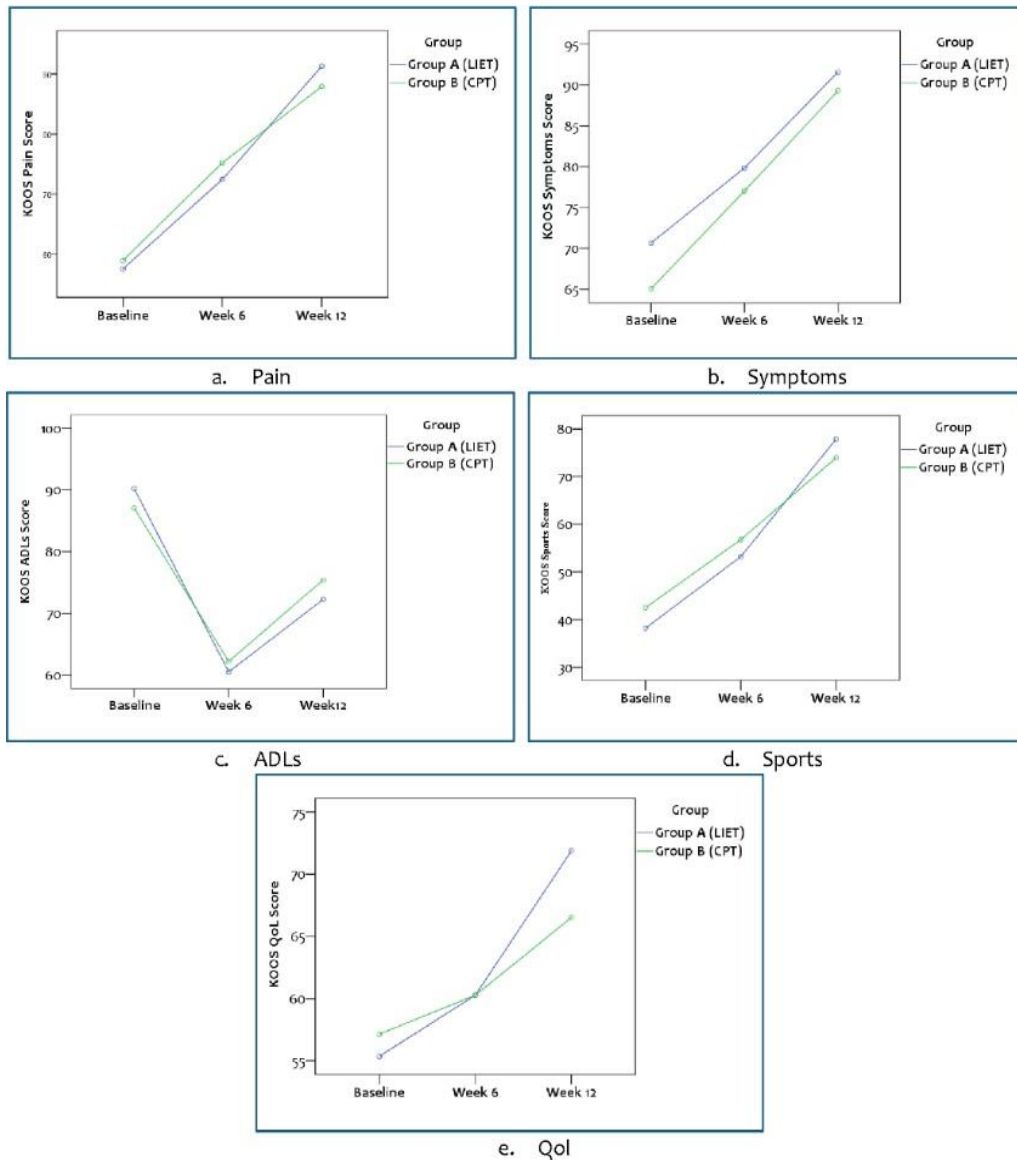 Group
Group A (LIET)
Group B (CPT)
KOOS Pain Score
70
Baseline
Week 6
Week 12
a. Pain
Group
Group A (LIET)
Group B (CPT)
KOOS Symptoms Score
95
90
85
80
75
70
65
Baseline
Week 6
Week 12
b. Symptoms
Group
Group A (LIET)
Group B (CPT)
KOOS ADLs Score
100
90
80
70
60
Baseline
Week 6
Week12
c. ADLs
Group
Group A (LIET)
Group B (CPT)
KOOS Sports Score
80
70
60
50
40
30
Baseline
Week 6
Week 12
d. Sports
Group
Group A (LIET)
Group B (CPT)
KOOS QoL Score
75
70
65
60
55
Baseline
Week 6
Week 12
e. Qol